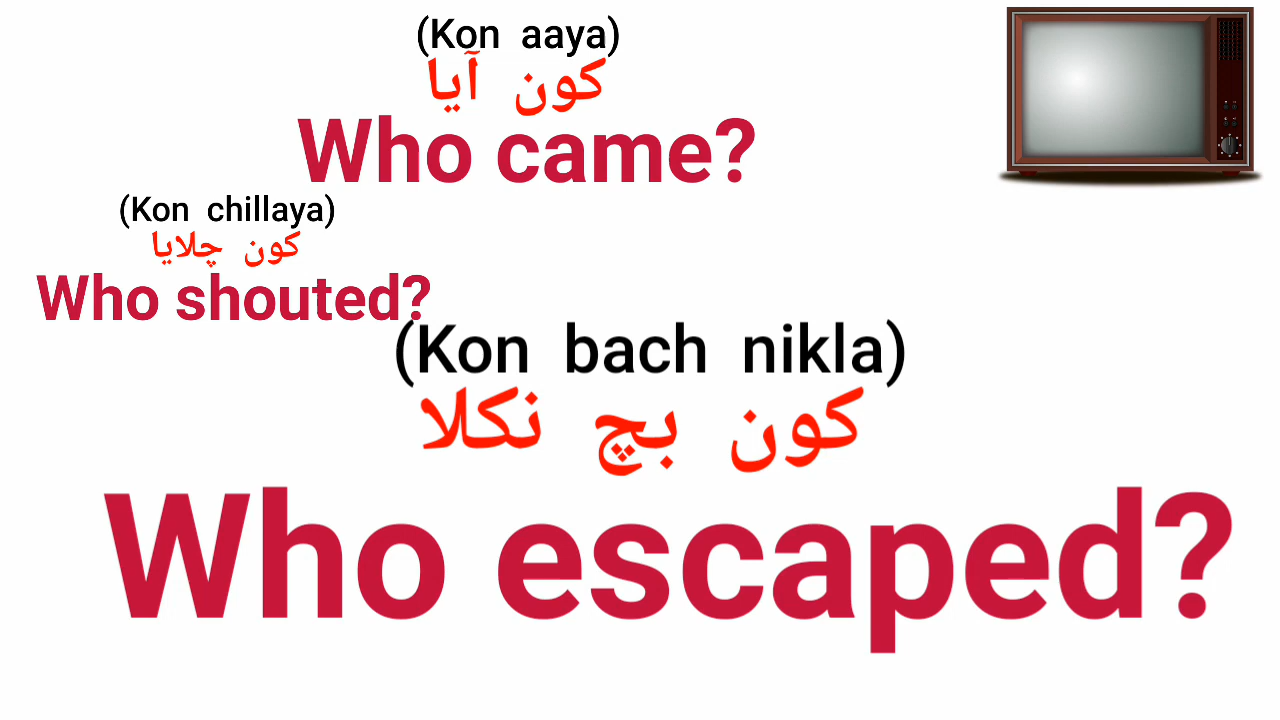 (Kon aaya)
کون آیا
Who came?
(Kon chillaya)
کون چلایا
Who shouted?
(Kon bach nikla)
کون بچ نکلا
Who escaped?